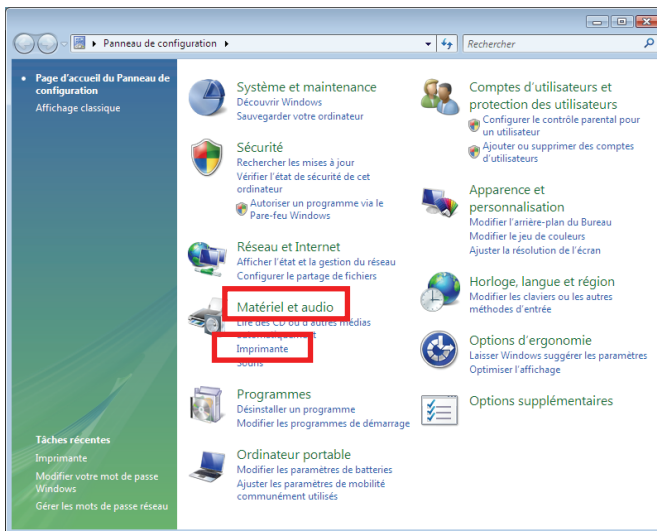 Panneau de configuration
Rechercher
Page d'accueil du Panneau de
configuration
Affichage classique
Système et maintenance
Découvrir Windows
Sauvegarder votre ordinateur
Sécurité
Rechercher les mises à jour
Vérifier l'état de sécurité de cet
ordinateur
Autoriser un programme via le
Pare-feu Windows
Réseau et Internet
Afficher l'état et la gestion du réseau
Configurer le partage de fichiers
Matériel et audio
Lire des CD ou d'autres médias
automatiquement
Imprimante
Souris
Programmes
Désinstaller un programme
Modifier les programmes de démarrage
Ordinateur portable
Modifier les paramètres de batteries
Ajuster les paramètres de mobilité
communément utilisés
Comptes d'utilisateurs et
protection des utilisateurs
Configurer le contrôle parental pour
un utilisateur
Ajouter ou supprimer des comptes
d'utilisateurs
Apparence et
personnalisation
Modifier l'arrière-plan du Bureau
Modifier le jeu de couleurs
Ajuster la résolution de l'écran
Horloge, langue et région
Modifier les claviers ou les autres
méthodes d'entrée
Options d'ergonomie
Laisser Windows suggérer les paramètres
Optimiser l'affichage
Options supplémentaires
Tâches récentes
Imprimante
Modifier votre mot de passe
Windows
Gérer les mots de passe réseau